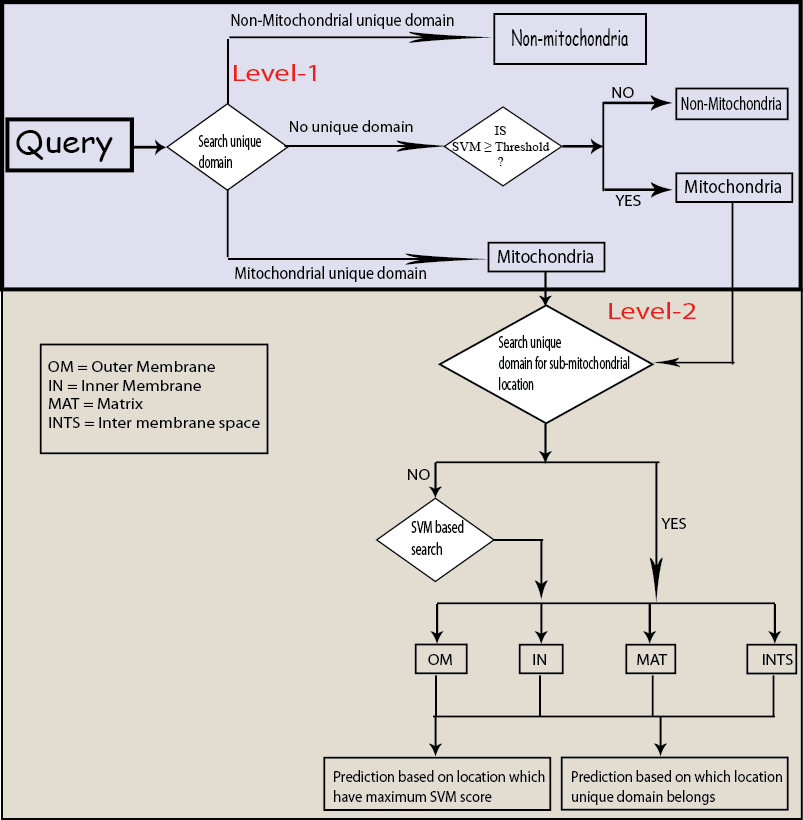 Non-Mitochondrial unique domain
Non-mitochondria
Level-1
NO
Non-Mitochondria
Query
Search unique
domain
No unique domain
IS
SVM ≥ Threshold
?
YES
Mitochondria
Mitochondrial unique domain
Mitochondria
Level-2
Search unique
domain for sub-mitochondrial
location
OM = Outer Membrane
IN = Inner Membrane
MAT = Matrix
INTS = Inter membrane space
NO
YES
SVM based
search
OM
IN
MAT
INTS
Prediction based on location which
have maximum SVM score
Prediction based on which location
unique domain belongs